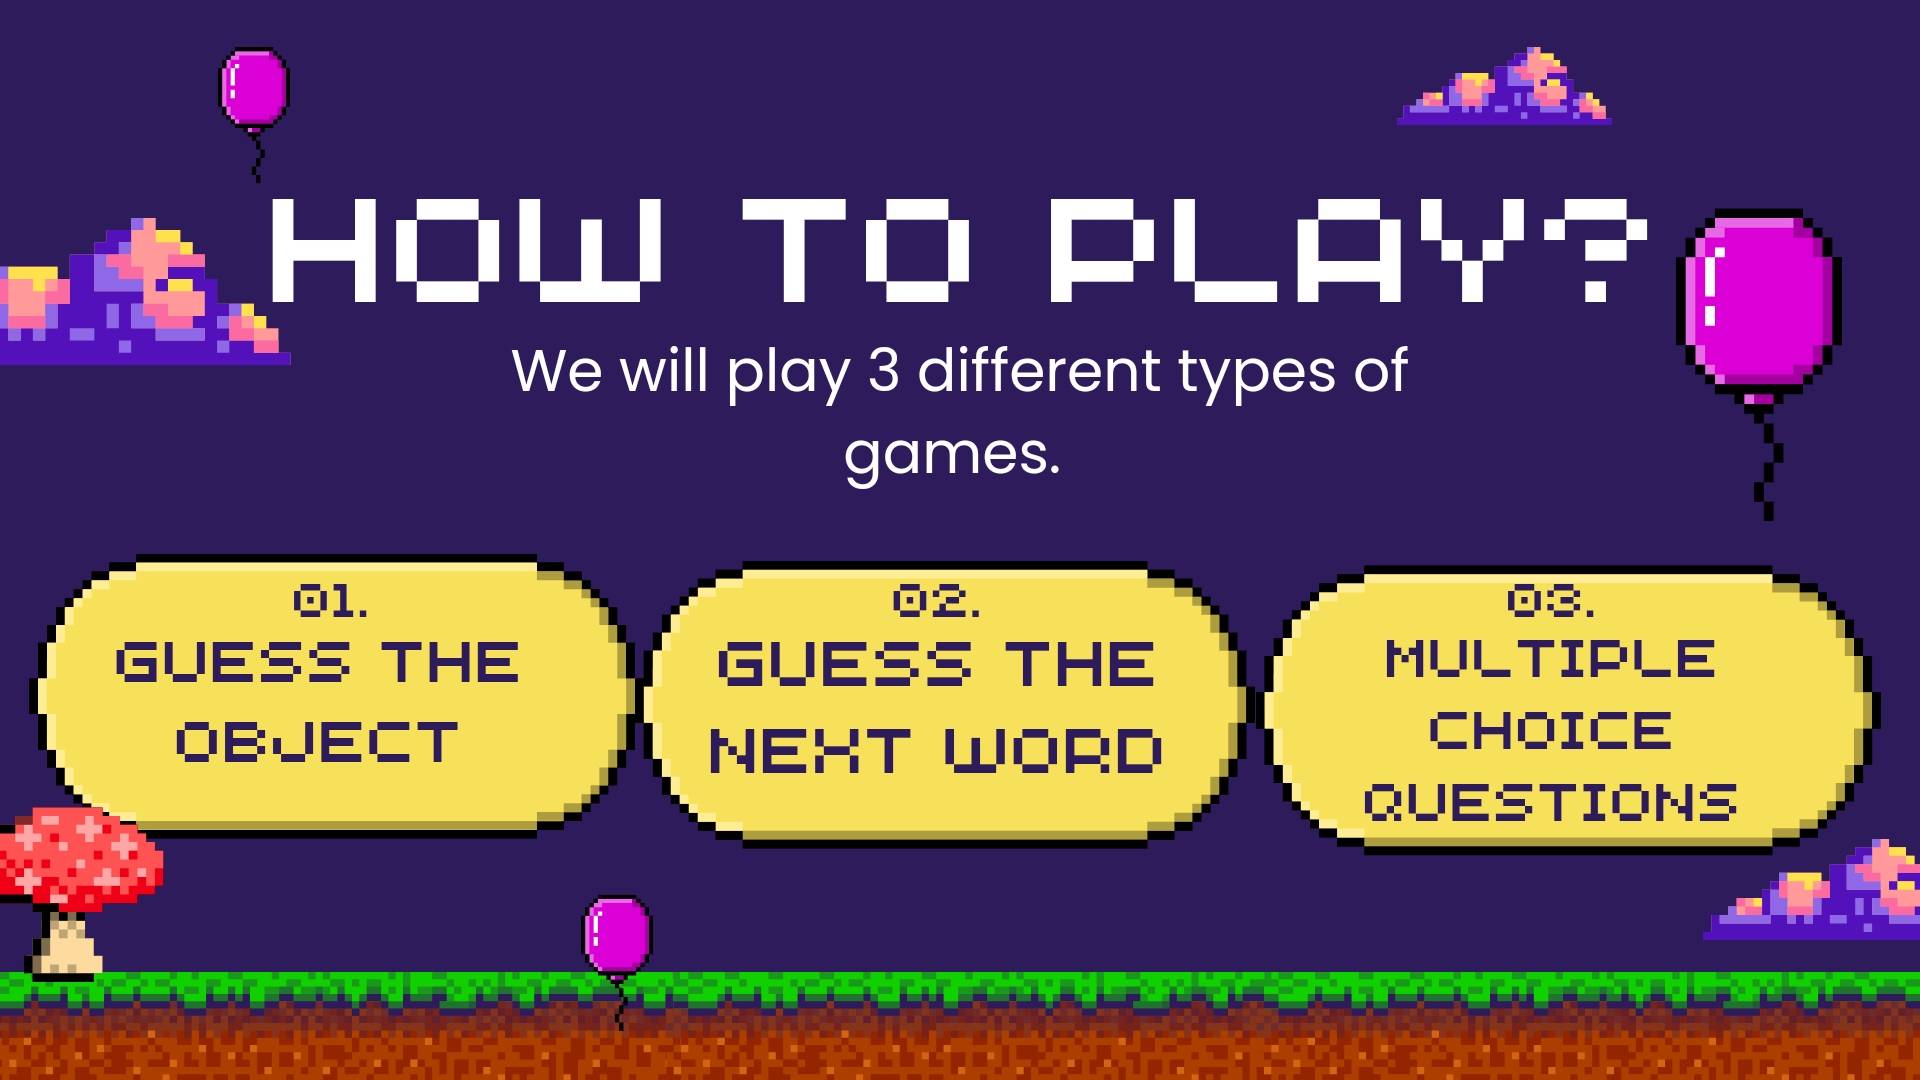 HOW TO PLAY?
We will play 3 different types of
games.
01.
GUESS THE
OBJECT
02.
GUESS THE
NEXT WORD
03.
MULTIPLE
CHOICE
QUESTIONS